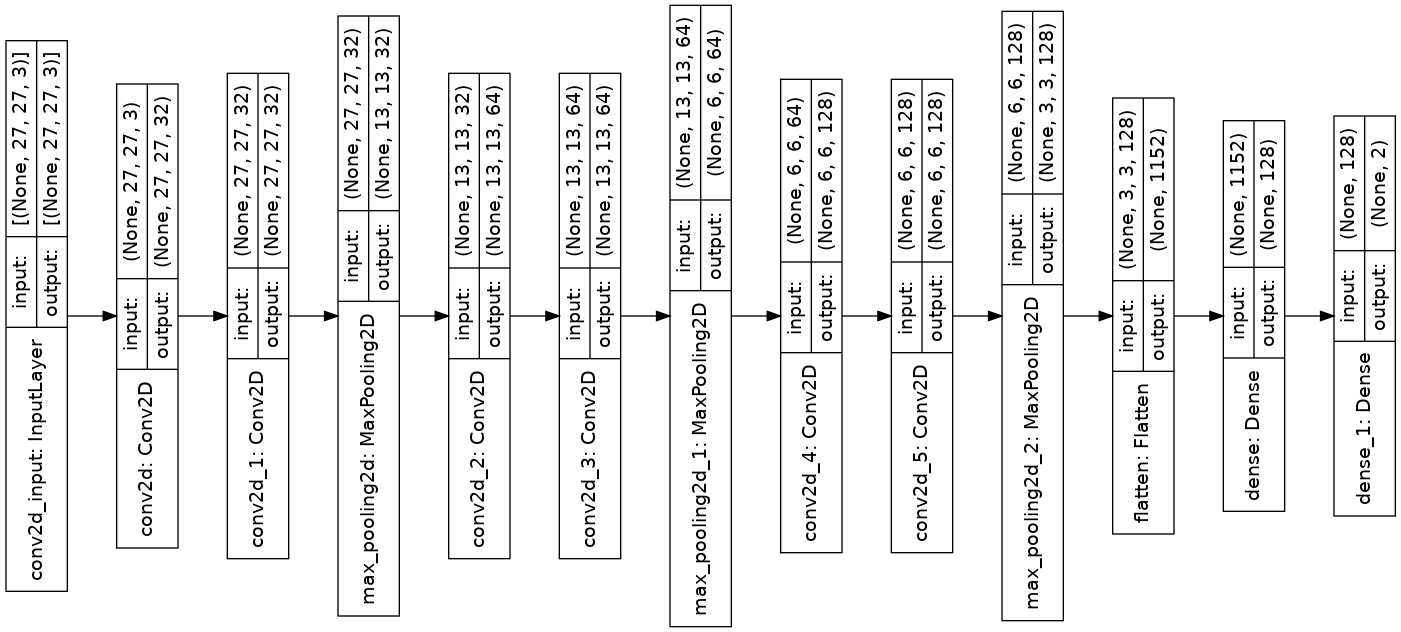 conv2d_input: InputLayer
input:
[(None, 27, 27, 3)]
output:
[(None, 27, 27, 3)]
conv2d: Conv2D
input:
(None, 27, 27, 3)
output:
(None, 27, 27, 32)
conv2d_1: Conv2D
input:
(None, 27, 27, 32)
output:
(None, 27, 27, 32)
max_pooling2d: MaxPooling2D
input:
(None, 27, 27, 32)
output:
(None, 13, 13, 32)
conv2d_2: Conv2D
input:
(None, 13, 13, 32)
output:
(None, 13, 13, 64)
conv2d_3: Conv2D
input:
(None, 13, 13, 64)
output:
(None, 13, 13, 64)
max_pooling2d_1: MaxPooling2D
input:
(None, 13, 13, 64)
output:
(None, 6, 6, 64)
conv2d_4: Conv2D
input:
(None, 6, 6, 64)
output:
(None, 6, 6, 128)
conv2d_5: Conv2D
input:
(None, 6, 6, 128)
output:
(None, 6, 6, 128)
max_pooling2d_2: MaxPooling2D
input:
(None, 6, 6, 128)
output:
(None, 3, 3, 128)
flatten: Flatten
input:
(None, 3, 3, 128)
output:
(None, 1152)
dense: Dense
input:
(None, 1152)
output:
(None, 128)
dense_1: Dense
input:
(None, 128)
output:
(None, 2)